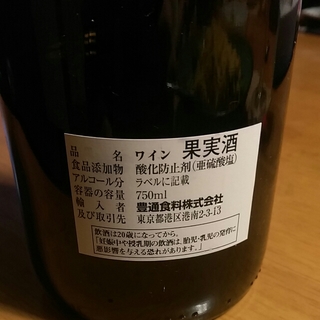 品名 ワイン 果実酒
食品添加物 酸化防止剤(亜硫酸塩)
アルコール分 ラベルに記載
容器の容量 750ml
輸入者 豊通食料株式会社
及び取引先 東京都港区港南2-3-13
飲酒は20歳になってから。
「妊娠中や授乳期の飲酒は、胎児・乳児の発育に
悪影響を与える恐れがあります。」